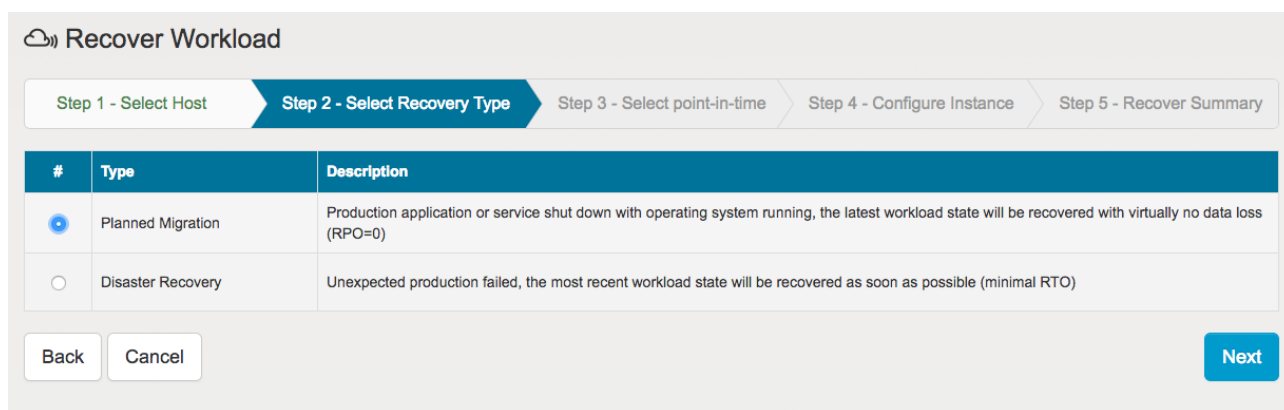 Recover Workload
Step 1 - Select Host
Step 2 - Select Recovery Type
Step 3 - Select point-in-time
Step 4 - Configure Instance
Step 5 - Recover Summary
# Type Description
Planned Migration
Production application or service shut down with operating system running, the latest workload state will be recovered with virtually no data loss
(RPO=0)
Disaster Recovery
Unexpected production failed, the most recent workload state will be recovered as soon as possible (minimal RTO)
Back
Cancel
Next